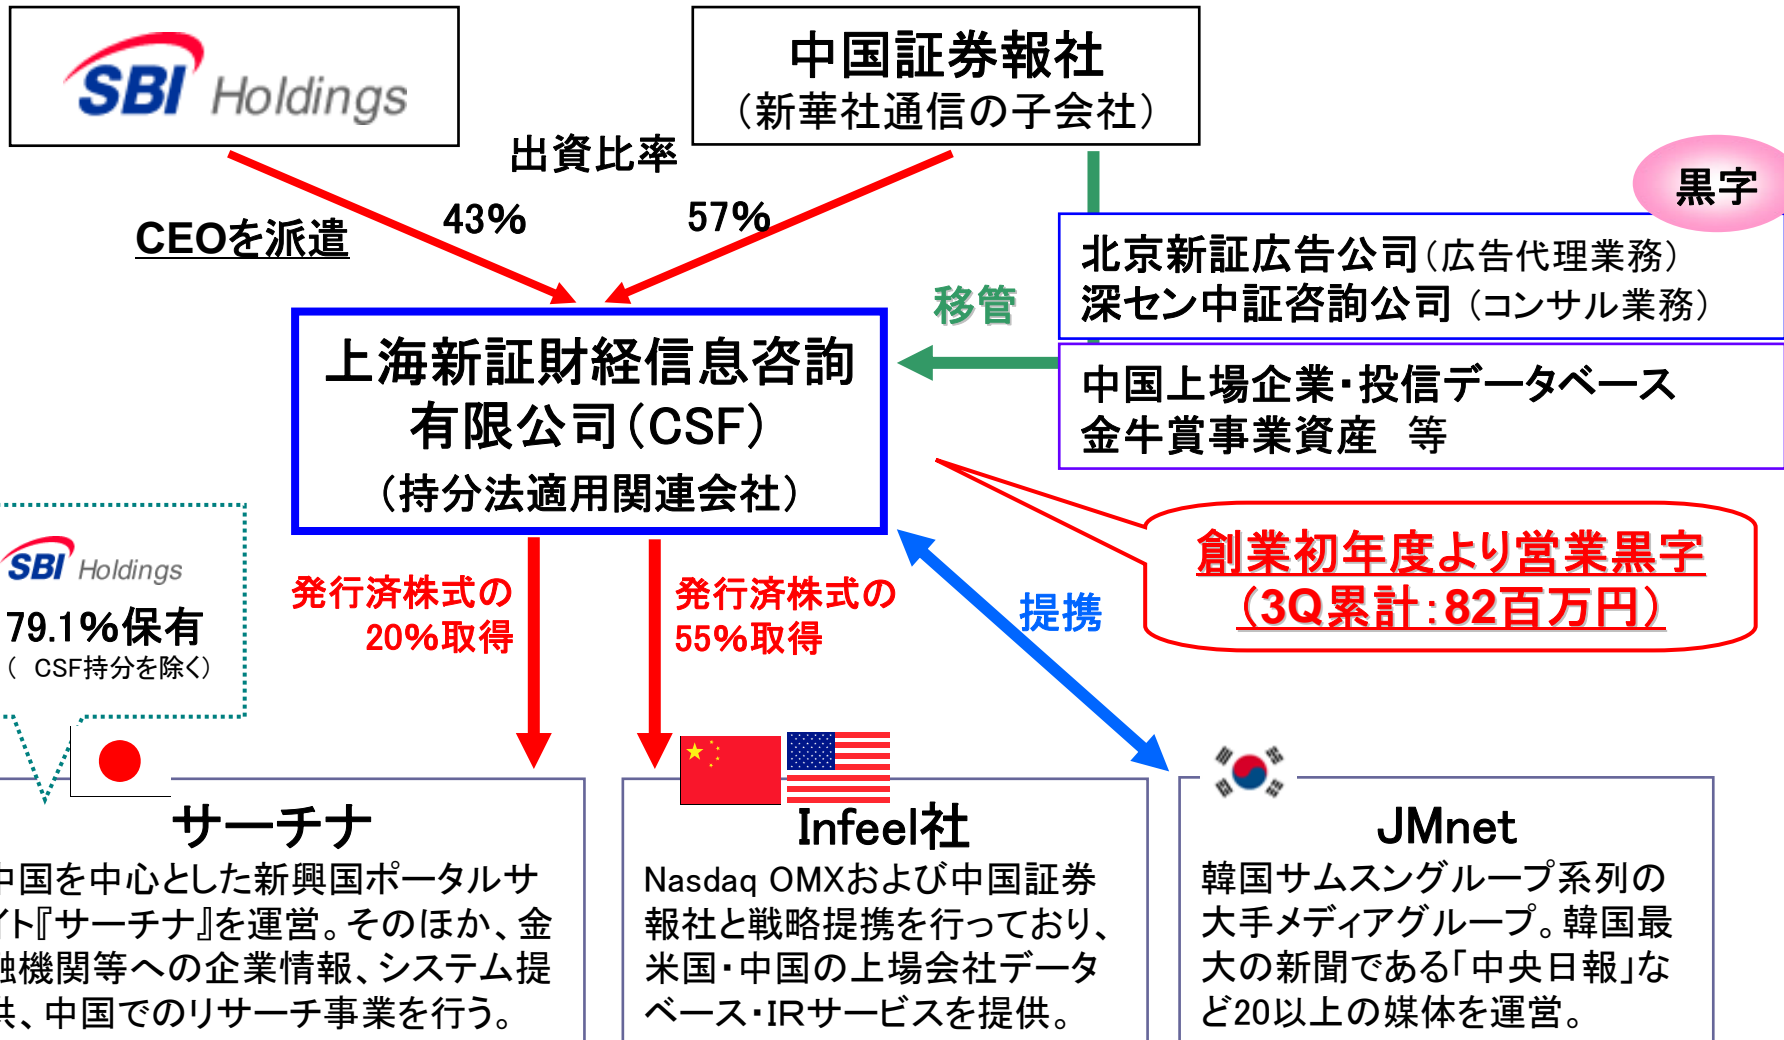 SBI Holdings
中国証券報社
（新華社通信の子会社）
出資比率
43%
57%
CEOを派遣
黒字
北京新証広告公司（広告代理業務）
深セン中証咨詢公司（コンサル業務）
移管
中国上場企業・投信データベース
金牛賞事業資産　等
上海新証財経信息咨詢
有限公司（CSF）
（持分法適用関連会社）
創業初年度より営業黒字
（3Q累計：82百万円）
SBI Holdings
79.1%保有
（　CSF持分を除く）
発行済株式の
20%取得
発行済株式の
55%取得
提携
サーチナ
中国を中心とした新興国ポータルサ
イト『サーチナ』を運営。そのほか、金
融機関等への企業情報、システム提
供、中国でのリサーチ事業を行う。
Infeel社
Nasdaq OMXおよび中国証券
報社と戦略提携を行っており、
米国・中国の上場会社データ
ベース・IRサービスを提供。
JMnet
韓国サムスングループ系列の
大手メディアグループ。韓国最
大の新聞である「中央日報」な
ど20以上の媒体を運営。